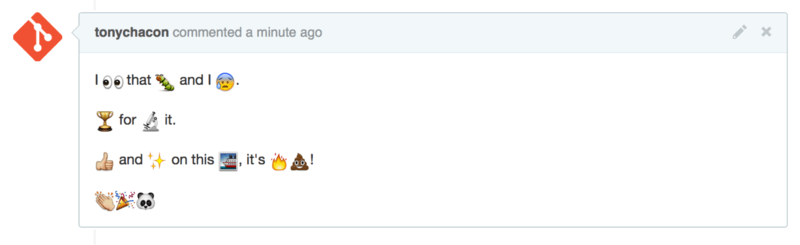 tonychacon commented a minute ago
I 👀 that 🐛 and I 😰.
🏆 for 🔬 it.
👍 and ✨ on this 🚢, it's 🔥💩!
👏🎉🐼